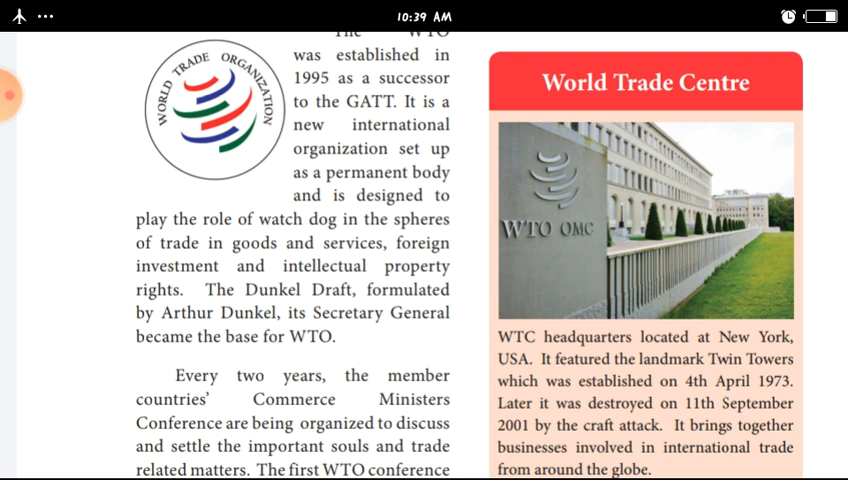 10:39 AM
The WTO
WORLD TRADE ORGANIZATION
was established in
1995 as a successor
to the GATT. It is a
new international
organization set up
as a permanent body
and is designed to
play the role of watch dog in the spheres
of trade in goods and services, foreign
investment and intellectual property
rights. The Dunkel Draft, formulated
by Arthur Dunkel, its Secretary General
became the base for WTO.
Every two years, the member
countries' Commerce Ministers
Conference are being organized to discuss
and settle the important souls and trade
related matters. The first WTO conference
World Trade Centre
WTO OMC
WTC headquarters located at New York,
USA. It featured the landmark Twin Towers
which was established on 4th April 1973.
Later it was destroyed on 11th September
2001 by the craft attack. It brings together
businesses involved in international trade
from around the globe.